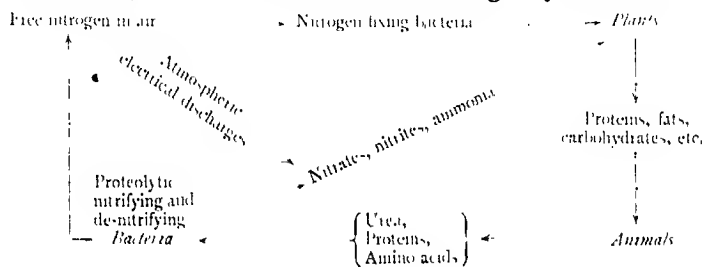 Free nitrogen in air
Nitrogen fixing bacteria
Plants
Atmospheric
electrical discharges
Nitrates, nitrites, ammonia
Proteins, fats,
carbohydrates, etc.
Proteolytic
nitrifying and
de-nitrifying
Bacteria
Urea,
Proteins,
Amino acids
Animals